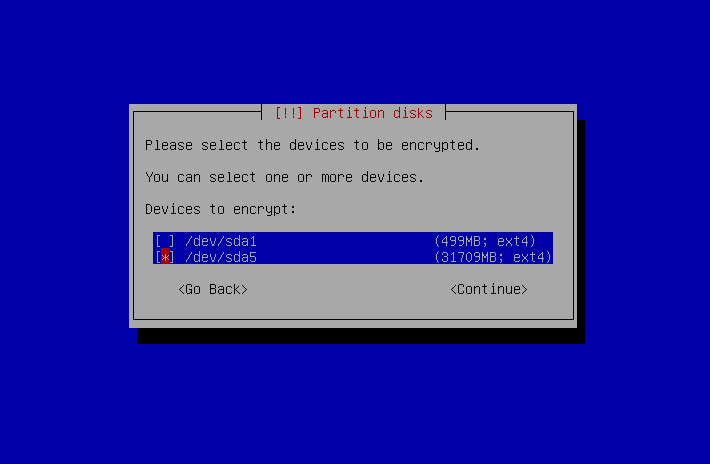 [!!] Partition disks
Please select the devices to be encrypted.
You can select one or more devices.
Devices to encrypt:
[ ] /dev/sda1 (499MB; ext4)
[*] /dev/sda5 (31709MB; ext4)
<Go Back> <Continue>